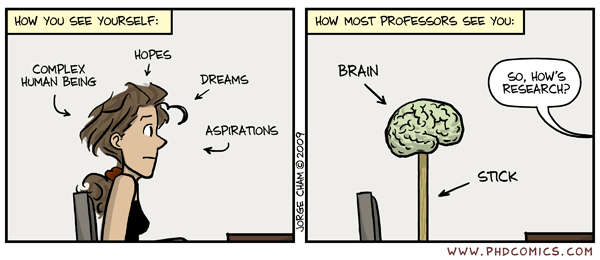 HOW YOU SEE YOURSELF:
HOPES
COMPLEX
HUMAN BEING
DREAMS
ASPIRATIONS
JORGE CHAM © 2009
HOW MOST PROFESSORS SEE YOU:
BRAIN
SO, HOW'S
RESEARCH?
STICK
WWW.PHDCOMICS.COM